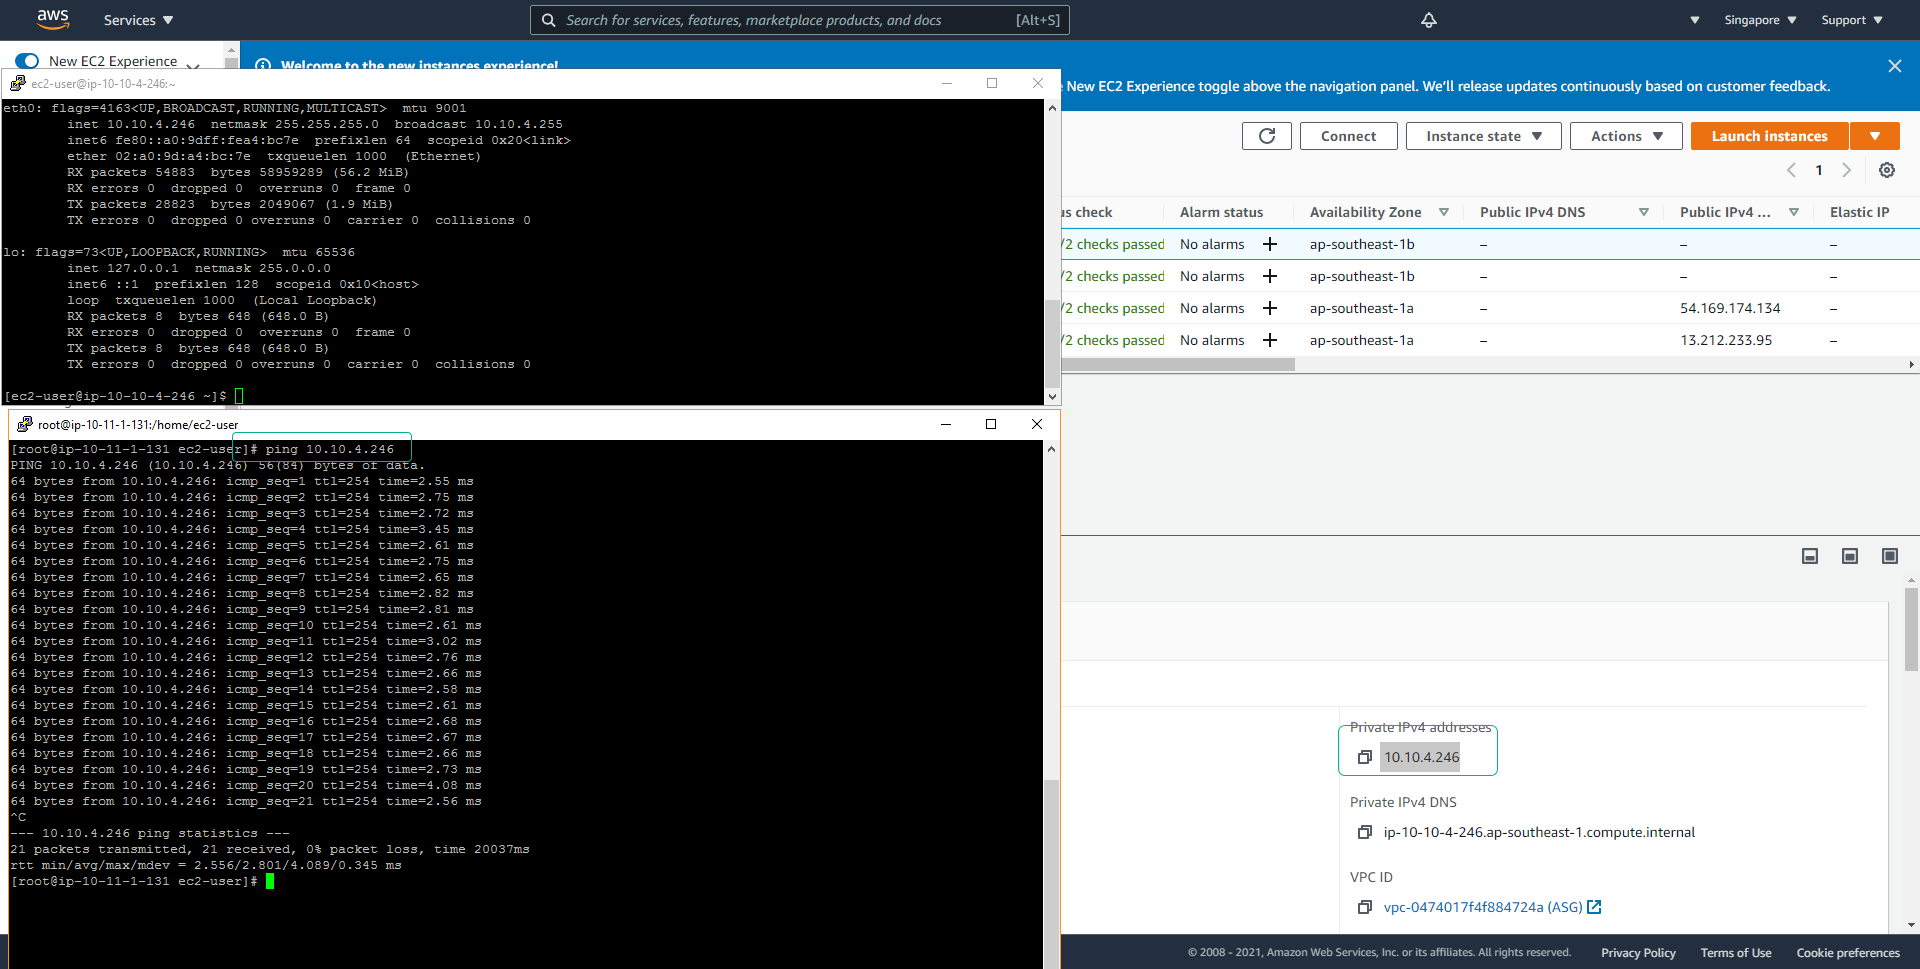 aws
Services
Search for services, features, marketplace products, and docs
[Alt+S]
Singapore
Support
New EC2 Experience
Welcome to the new instances experience!
New EC2 Experience toggle above the navigation panel. We'll release updates continuously based on customer feedback.
ec2-user@ip-10-10-4-246:~
eth0: flags=4163<UP,BROADCAST,RUNNING,MULTICAST>  mtu 9001
inet 10.10.4.246  netmask 255.255.255.0  broadcast 10.10.4.255
inet6 fe80::a0:9dff:fea4:bc7e  prefixlen 64  scopeid 0x20<link>
ether 02:a0:9d:a4:bc:7e  txqueuelen 1000  (Ethernet)
RX packets 54883  bytes 58959289 (56.2 MiB)
RX errors 0  dropped 0  overruns 0  frame 0
TX packets 28823  bytes 2049067 (1.9 MiB)
TX errors 0  dropped 0 overruns 0  carrier 0  collisions 0
lo: flags=73<UP,LOOPBACK,RUNNING>  mtu 65536
inet 127.0.0.1  netmask 255.0.0.0
inet6 ::1  prefixlen 128  scopeid 0x10<host>
loop  txqueuelen 1000  (Local Loopback)
RX packets 8  bytes 648 (648.0 B)
RX errors 0  dropped 0  overruns 0  frame 0
TX packets 8  bytes 648 (648.0 B)
TX errors 0  dropped 0 overruns 0  carrier 0  collisions 0
[ec2-user@ip-10-10-4-246 ~]$
root@ip-10-11-1-131:/home/ec2-user
[root@ip-10-11-1-131 ec2-user]# ping 10.10.4.246
PING 10.10.4.246 (10.10.4.246) 56(84) bytes of data.
64 bytes from 10.10.4.246: icmp_seq=1 ttl=254 time=2.55 ms
64 bytes from 10.10.4.246: icmp_seq=2 ttl=254 time=2.75 ms
64 bytes from 10.10.4.246: icmp_seq=3 ttl=254 time=2.72 ms
64 bytes from 10.10.4.246: icmp_seq=4 ttl=254 time=3.45 ms
64 bytes from 10.10.4.246: icmp_seq=5 ttl=254 time=2.61 ms
64 bytes from 10.10.4.246: icmp_seq=6 ttl=254 time=2.75 ms
64 bytes from 10.10.4.246: icmp_seq=7 ttl=254 time=2.65 ms
64 bytes from 10.10.4.246: icmp_seq=8 ttl=254 time=2.82 ms
64 bytes from 10.10.4.246: icmp_seq=9 ttl=254 time=2.81 ms
64 bytes from 10.10.4.246: icmp_seq=10 ttl=254 time=2.61 ms
64 bytes from 10.10.4.246: icmp_seq=11 ttl=254 time=3.02 ms
64 bytes from 10.10.4.246: icmp_seq=12 ttl=254 time=2.76 ms
64 bytes from 10.10.4.246: icmp_seq=13 ttl=254 time=2.66 ms
64 bytes from 10.10.4.246: icmp_seq=14 ttl=254 time=2.58 ms
64 bytes from 10.10.4.246: icmp_seq=15 ttl=254 time=2.61 ms
64 bytes from 10.10.4.246: icmp_seq=16 ttl=254 time=2.68 ms
64 bytes from 10.10.4.246: icmp_seq=17 ttl=254 time=2.67 ms
64 bytes from 10.10.4.246: icmp_seq=18 ttl=254 time=2.66 ms
64 bytes from 10.10.4.246: icmp_seq=19 ttl=254 time=2.73 ms
64 bytes from 10.10.4.246: icmp_seq=20 ttl=254 time=4.08 ms
64 bytes from 10.10.4.246: icmp_seq=21 ttl=254 time=2.56 ms
^C
--- 10.10.4.246 ping statistics ---
21 packets transmitted, 21 received, 0% packet loss, time 20037ms
rtt min/avg/max/mdev = 2.556/2.801/4.089/0.345 ms
[root@ip-10-11-1-131 ec2-user]#
Connect
Instance state
Actions
Launch instances
1
us check
Alarm status
Availability Zone
Public IPv4 DNS
Public IPv4 ...
Elastic IP
/2 checks passed No alarms + ap-southeast-1b – – –
/2 checks passed No alarms + ap-southeast-1b – – –
/2 checks passed No alarms + ap-southeast-1a – 54.169.174.134 –
/2 checks passed No alarms + ap-southeast-1a – 13.212.233.95 –
Private IPv4 addresses
10.10.4.246
Private IPv4 DNS
ip-10-10-4-246.ap-southeast-1.compute.internal
VPC ID
vpc-0474017f4f884724a (ASG)
© 2008 - 2021, Amazon Web Services, Inc. or its affiliates. All rights reserved.
Privacy Policy
Terms of Use
Cookie preferences